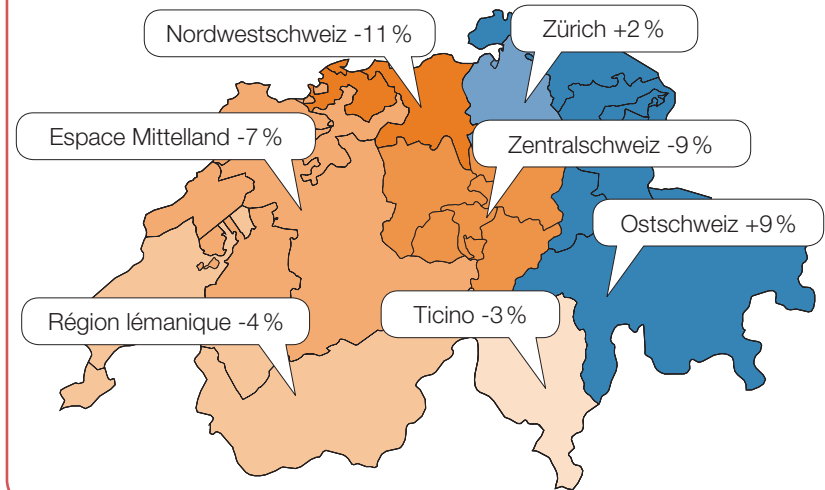 Nordwestschweiz -11 %
Zürich +2 %
Espace Mittelland -7 %
Zentralschweiz -9 %
Ostschweiz +9 %
Région lémanique -4 %
Ticino -3 %